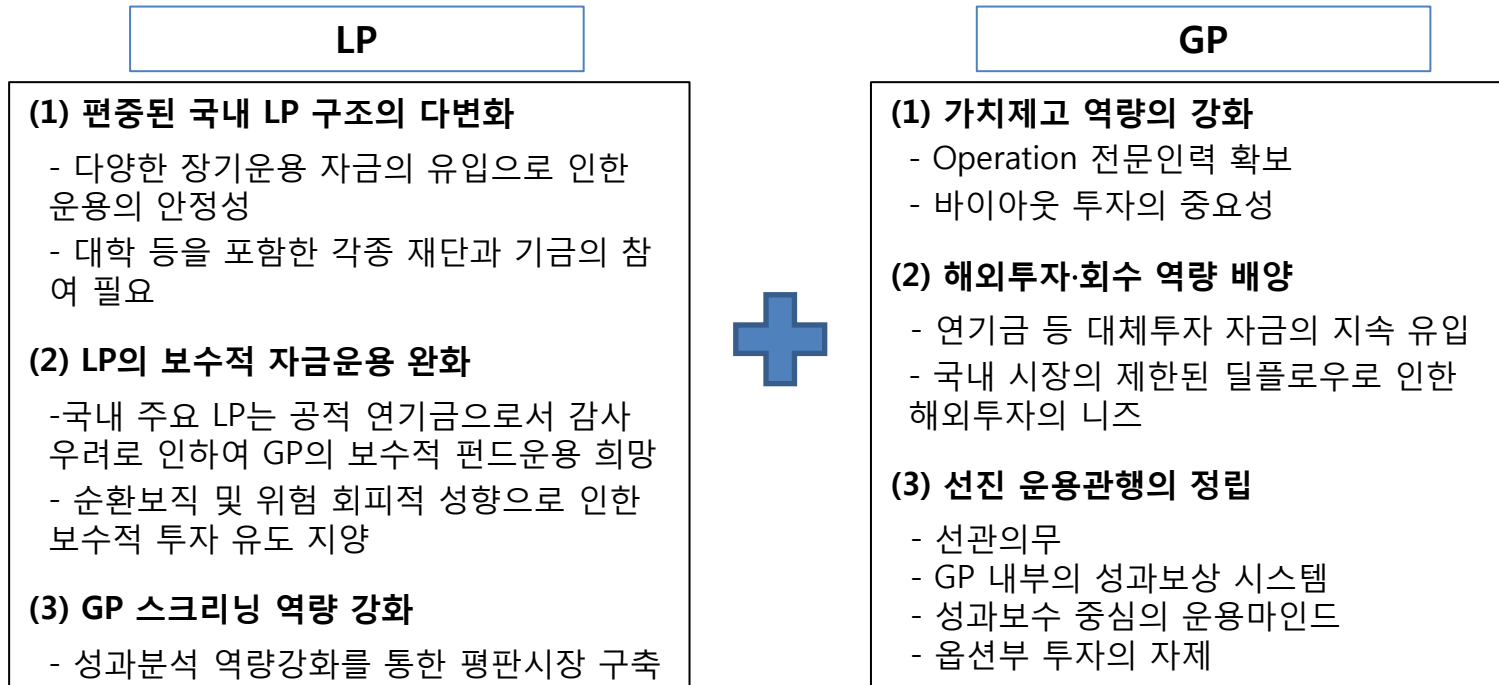 LP
(1) 편중된 국내 LP 구조의 다변화
- 다양한 장기운용 자금의 유입으로 인한
운용의 안정성
- 대학 등을 포함한 각종 재단과 기금의 참
여 필요
(2) LP의 보수적 자금운용 완화
-국내 주요 LP는 공적 연기금으로서 감사
우려로 인하여 GP의 보수적 펀드운용 희망
- 순환보직 및 위험 회피적 성향으로 인한
보수적 투자 유도 지양
(3) GP 스크리닝 역량 강화
- 성과분석 역량강화를 통한 평판시장 구축
GP
(1) 가치제고 역량의 강화
- Operation 전문인력 확보
- 바이아웃 투자의 중요성
(2) 해외투자·회수 역량 배양
- 연기금 등 대체투자 자금의 지속 유입
- 국내 시장의 제한된 딜플로우로 인한
해외투자의 니즈
(3) 선진 운용관행의 정립
- 선관의무
- GP 내부의 성과보상 시스템
- 성과보수 중심의 운용마인드
- 옵션부 투자의 자제